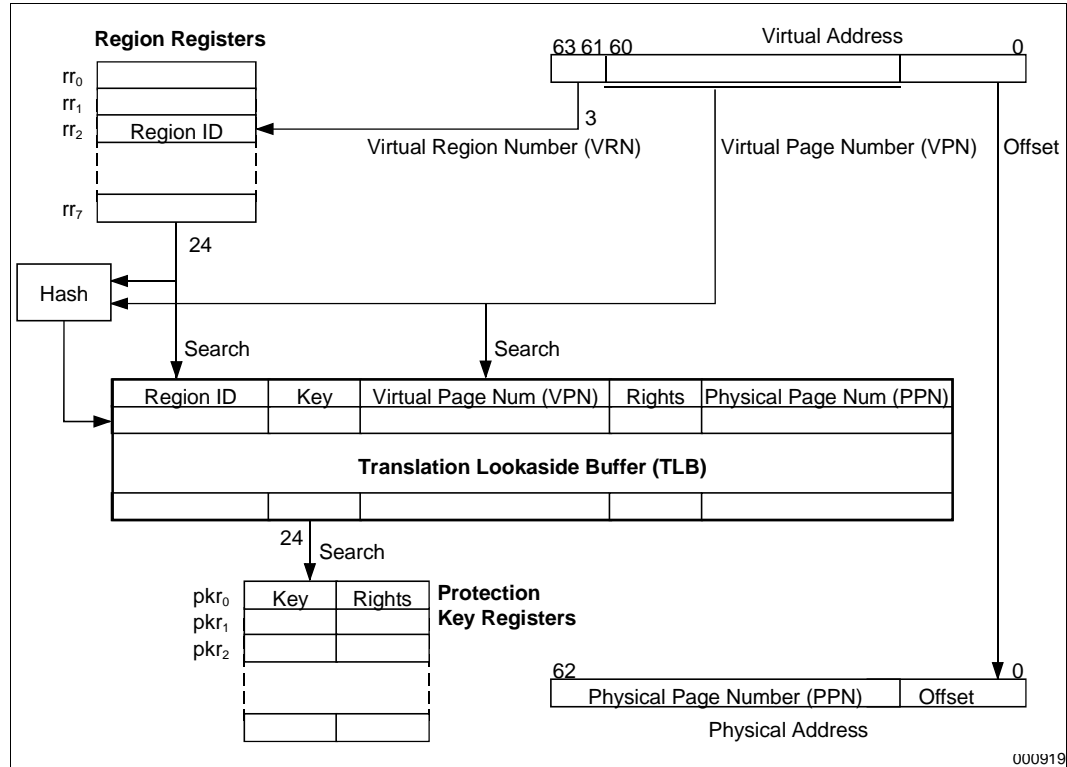 Region Registers
Virtual Address
63 61 60
0
rr0
rr1
rr2
Region ID
3
Virtual Region Number (VRN)
Virtual Page Number (VPN)
Offset
rr7
24
Hash
Search
Search
Region ID
Key
Virtual Page Num (VPN)
Rights
Physical Page Num (PPN)
Translation Lookaside Buffer (TLB)
24
Search
pkr0
Key
Rights
Protection
Key Registers
pkr1
pkr2
62
0
Physical Page Number (PPN)
Offset
Physical Address
000919